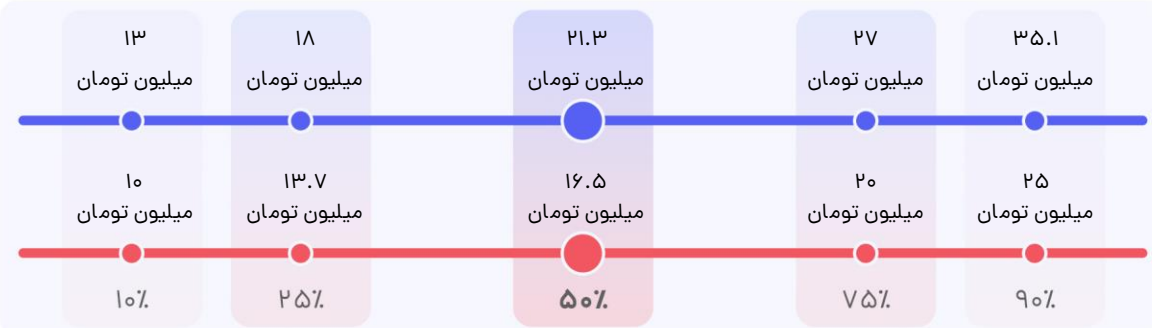 ۱۳ ۱۸ ۲۱.۳ ۲۷ ۳۵.۱
میلیون تومان میلیون تومان میلیون تومان میلیون تومان میلیون تومان
۱۰ ۱۳.۷ ۱۶.۵ ۲۰ ۲۵
میلیون تومان میلیون تومان میلیون تومان میلیون تومان میلیون تومان
۱۰٪ ۲۵٪ ۵۰٪ ۷۵٪ ۹۰٪